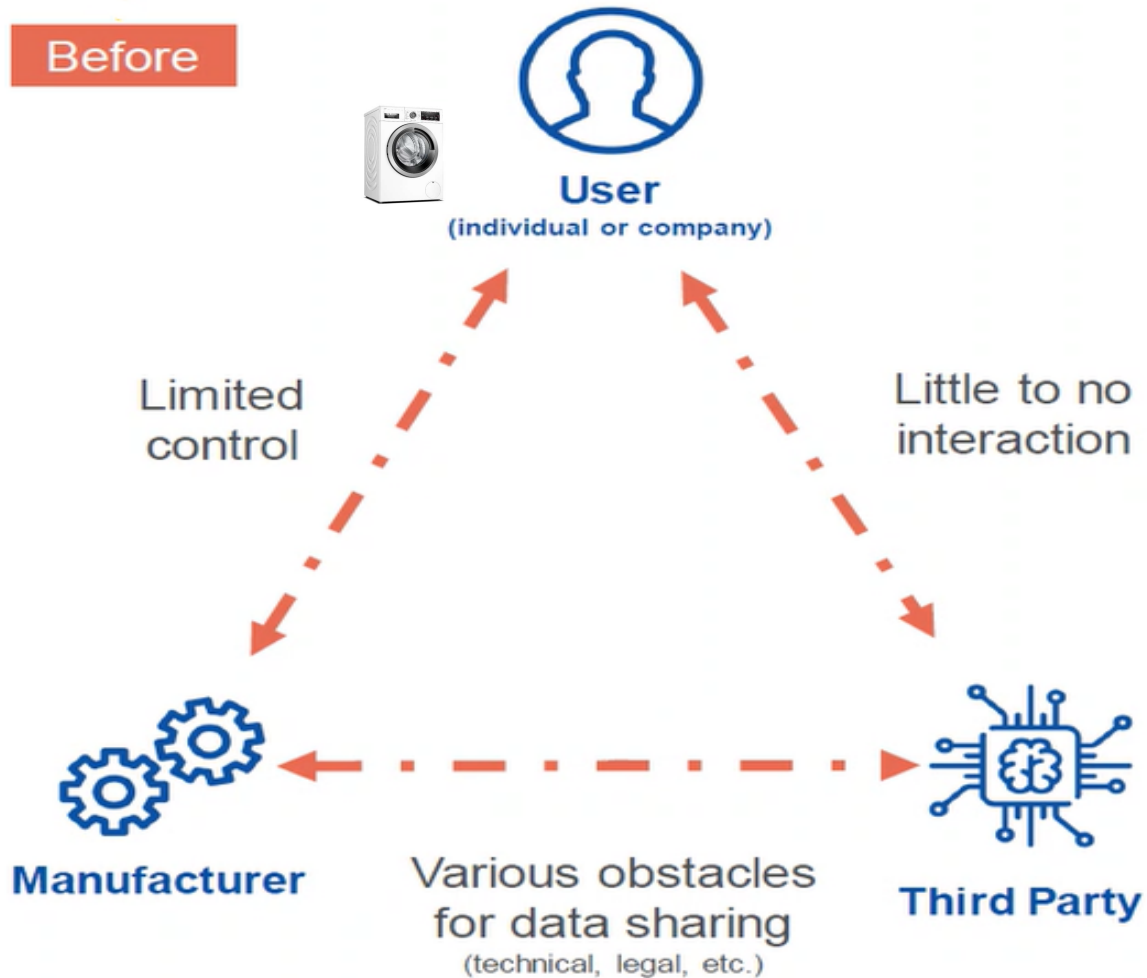 Before
User
(individual or company)
Limited
control
Little to no
interaction
Manufacturer
Various obstacles
for data sharing
(technical, legal, etc.)
Third Party